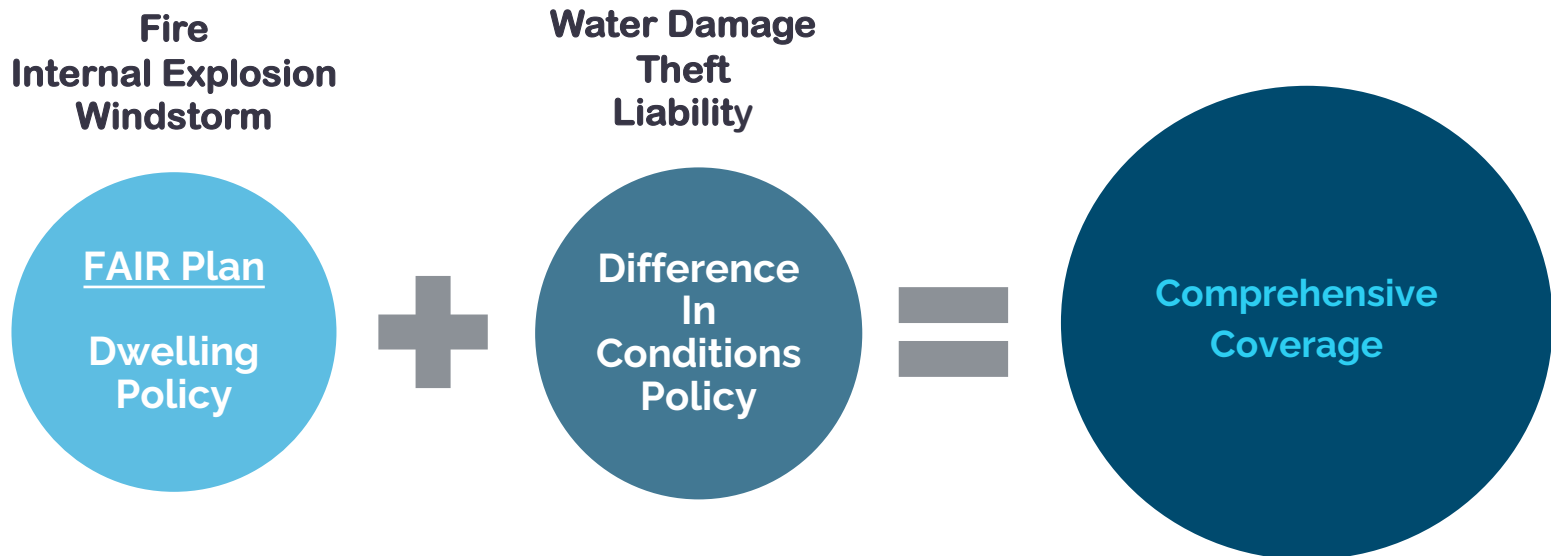 Fire
Internal Explosion
Windstorm
Water Damage
Theft
Liability
FAIR Plan
Dwelling
Policy
Difference
In
Conditions
Policy
Comprehensive
Coverage